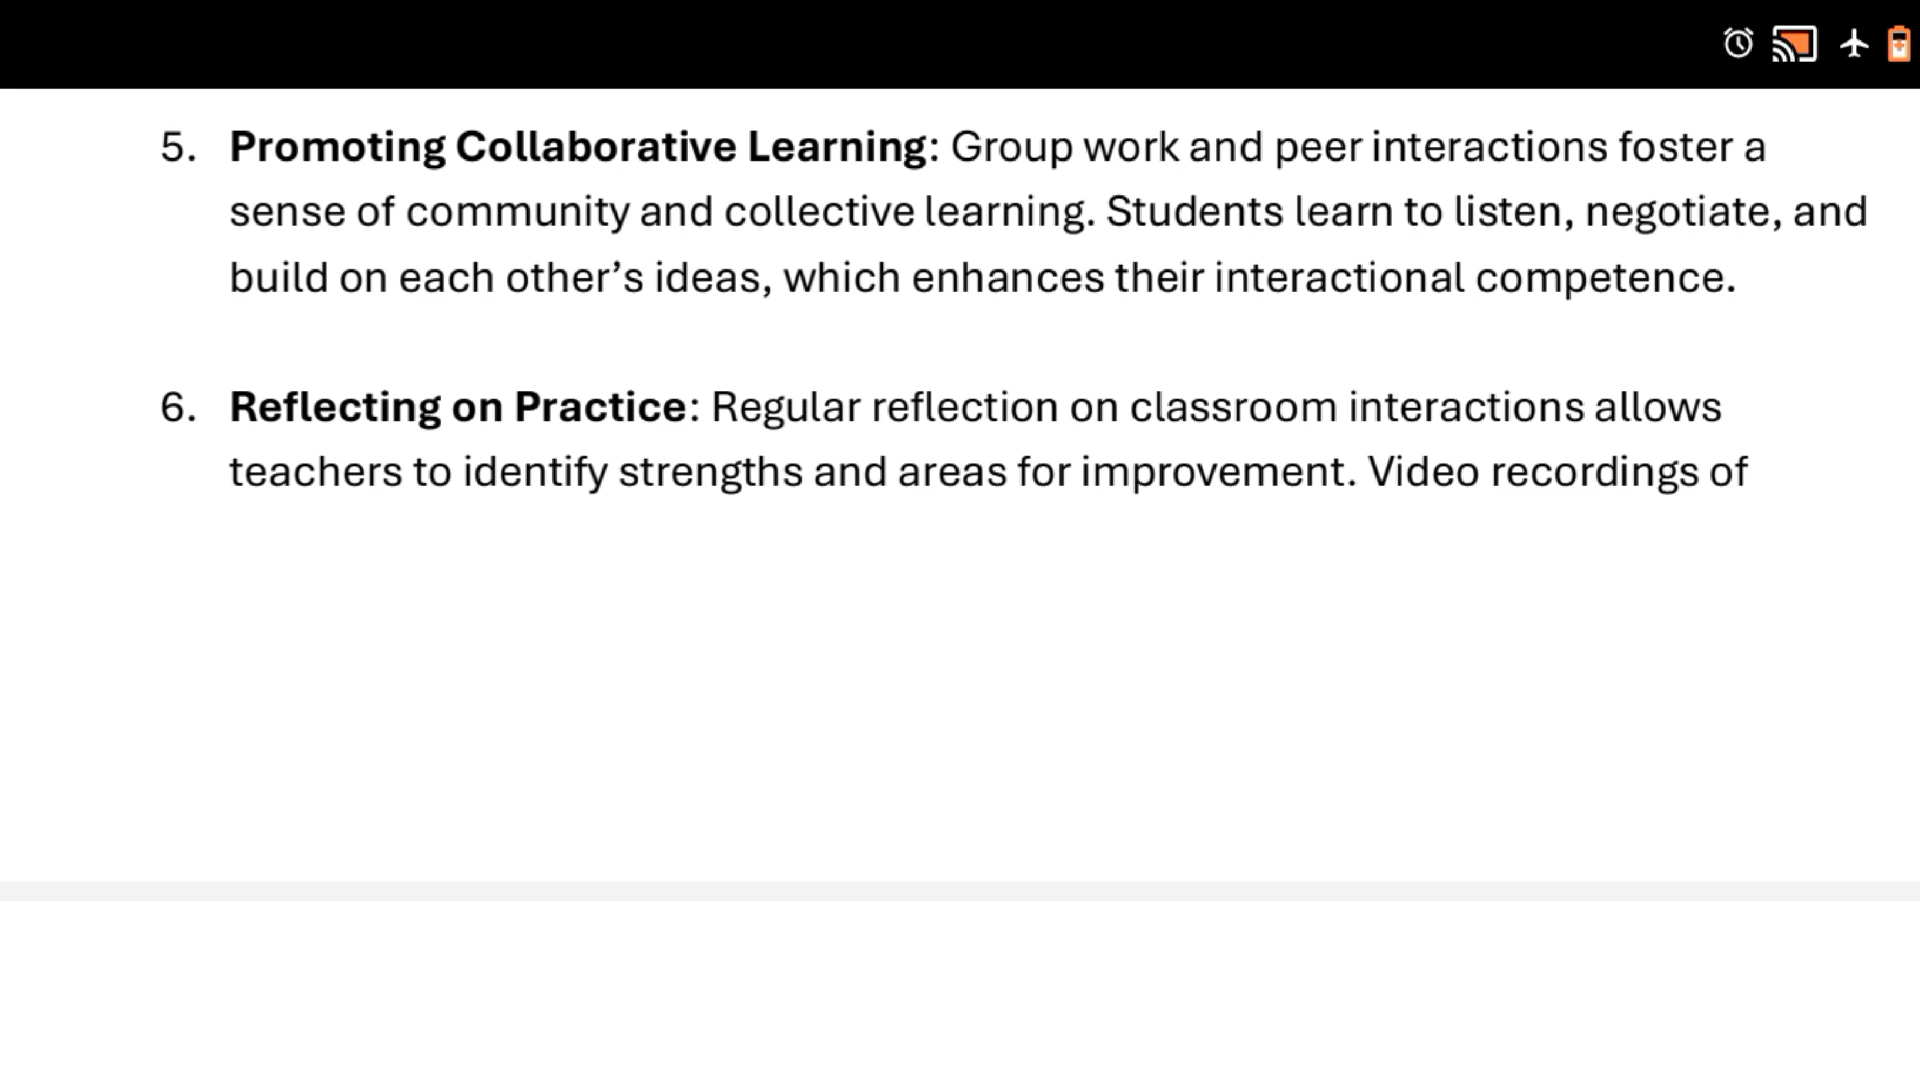 5. Promoting Collaborative Learning: Group work and peer interactions foster a
sense of community and collective learning. Students learn to listen, negotiate, and
build on each other’s ideas, which enhances their interactional competence.
6. Reflecting on Practice: Regular reflection on classroom interactions allows
teachers to identify strengths and areas for improvement. Video recordings of